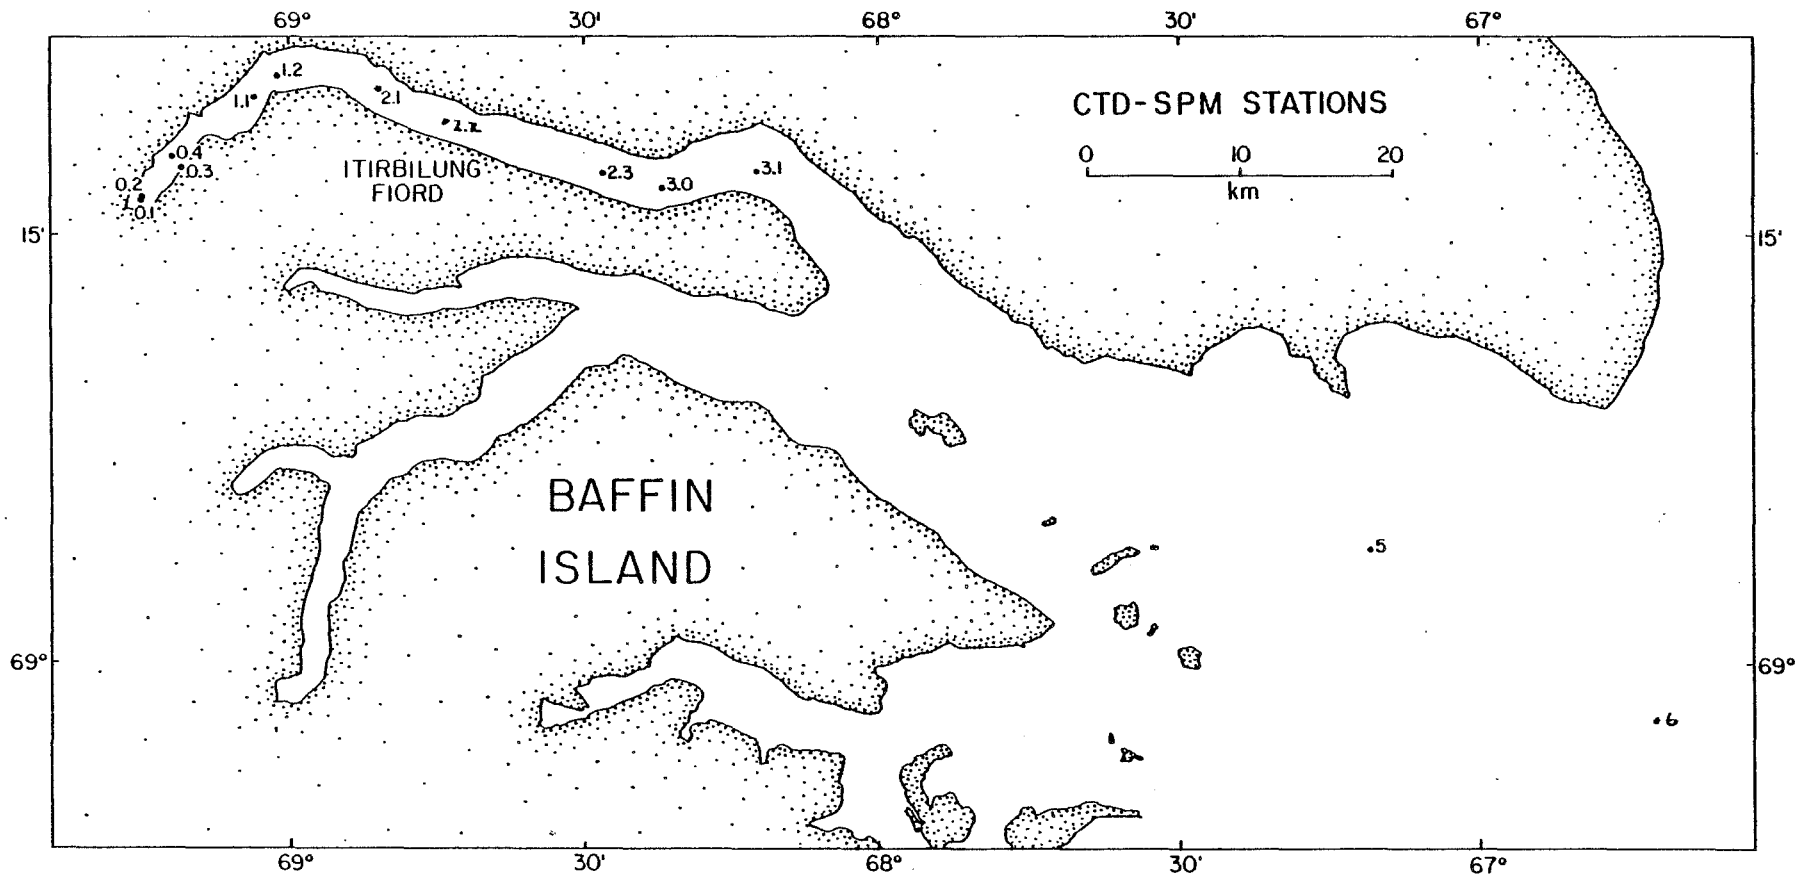 69° 30' 68° 30' 67°
CTD-SPM STATIONS
0 10 20
km
1.2
1.1
2.1
2.2
0.4
0.3
0.2
0.1
ITIRBILUNG
FIORD
2.3
3.0
3.1
15' 15'
BAFFIN
ISLAND
5
69° 69°
6
69° 30' 68° 30' 67°